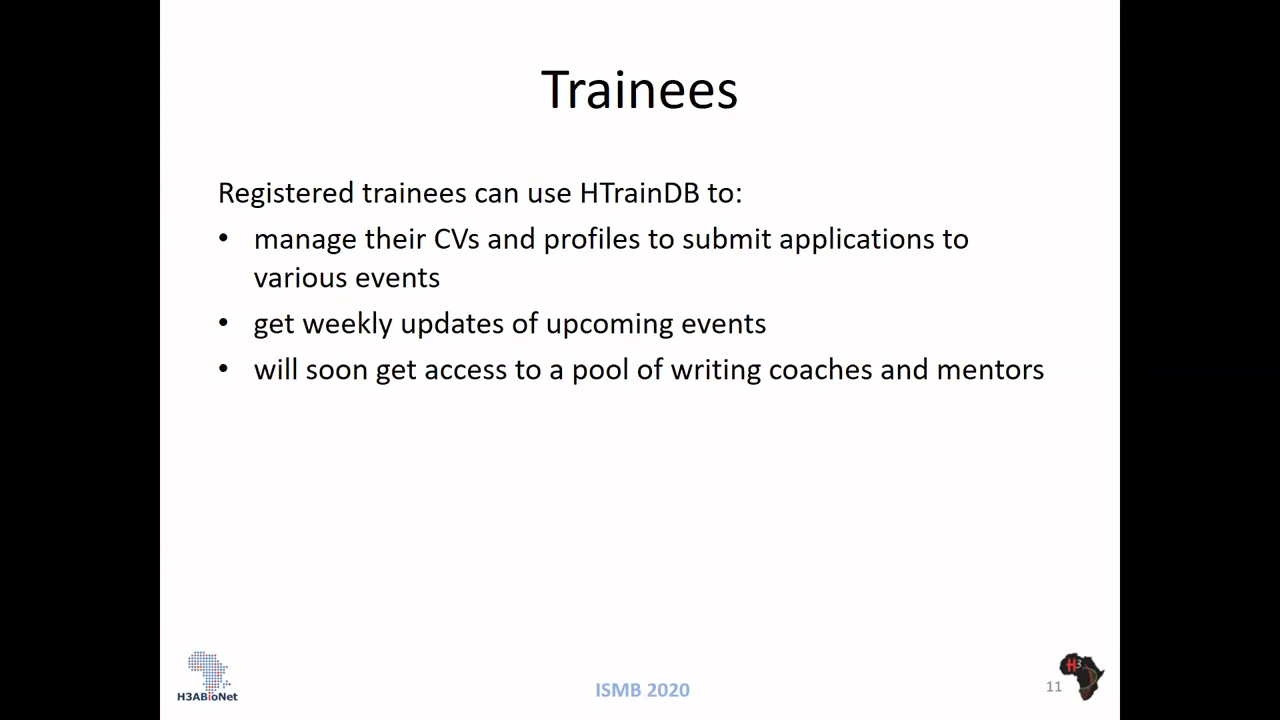 Trainees
Registered trainees can use HTrainDB to:
• manage their CVs and profiles to submit applications to
various events
• get weekly updates of upcoming events
• will soon get access to a pool of writing coaches and mentors
H3ABioNet
ISMB 2020
11
H3